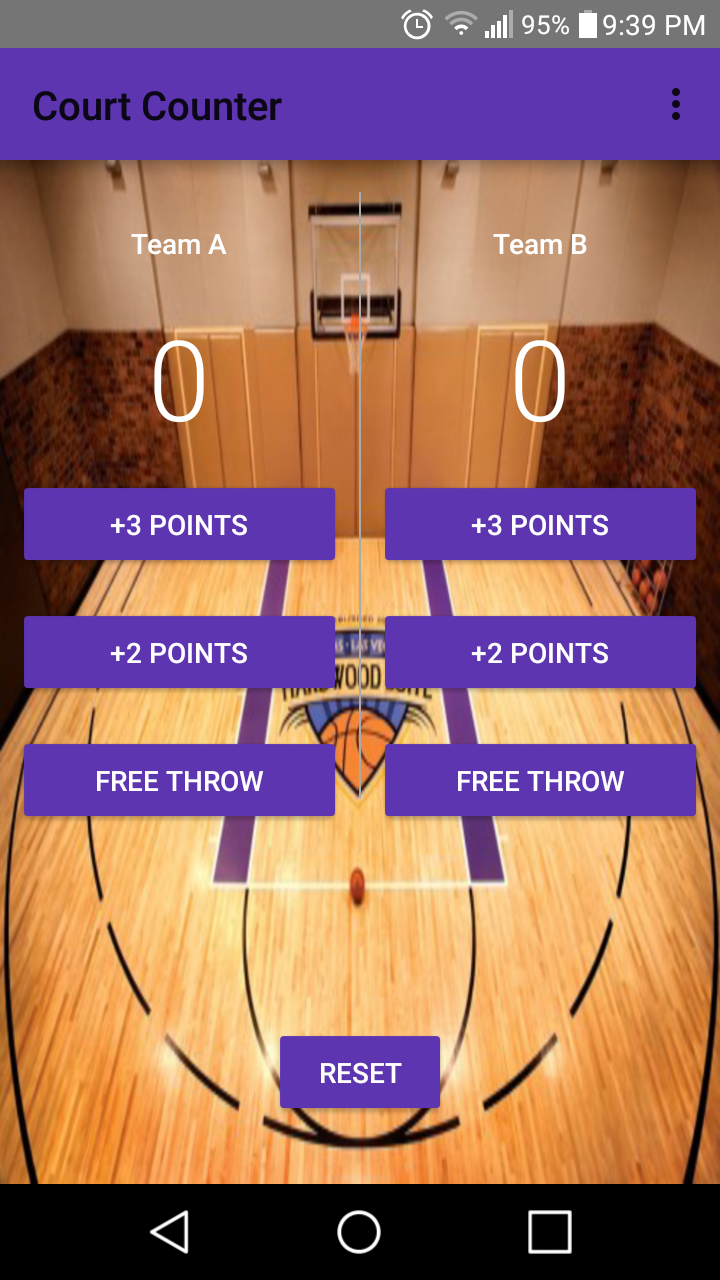 95% 9:39 PM
Court Counter
Team A Team B
0 0
+3 POINTS +3 POINTS
+2 POINTS +2 POINTS
WOOD
FREE THROW FREE THROW
RESET